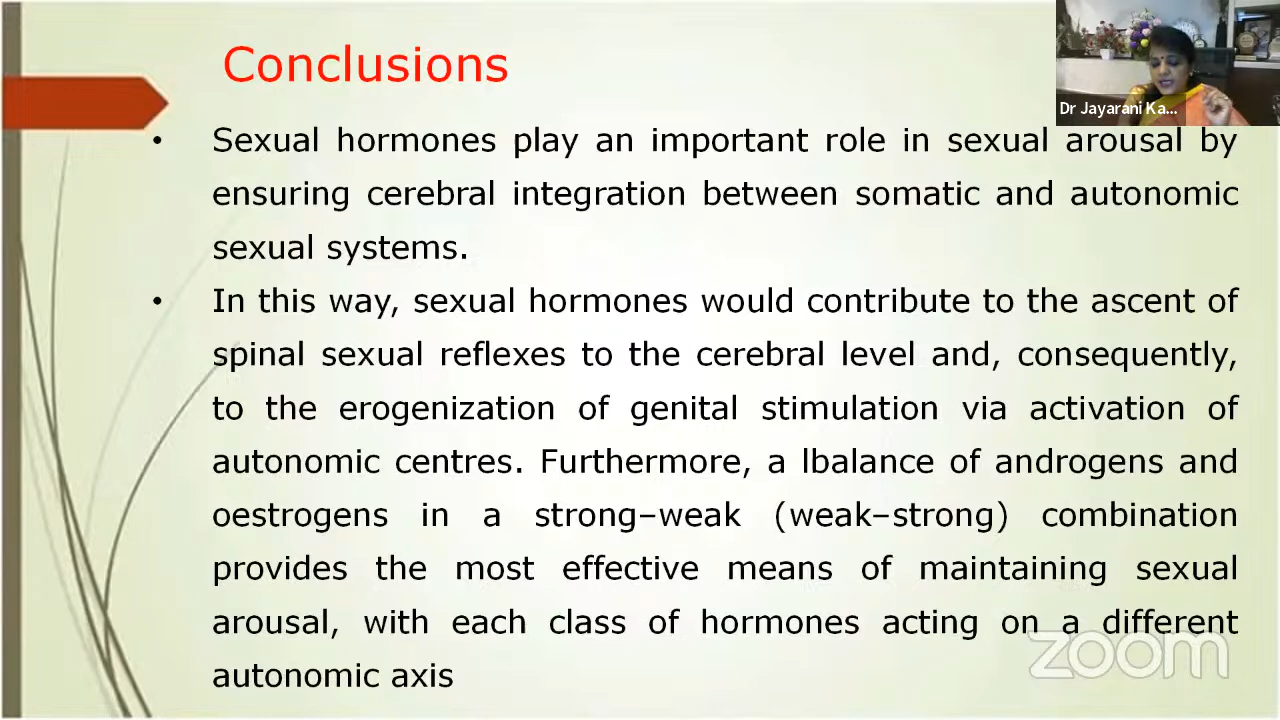 Conclusions
Dr Jayarani Ka...
• Sexual hormones play an important role in sexual arousal by
ensuring cerebral integration between somatic and autonomic
sexual systems.
• In this way, sexual hormones would contribute to the ascent of
spinal sexual reflexes to the cerebral level and, consequently,
to the erogenization of genital stimulation via activation of
autonomic centres. Furthermore, a lbalance of androgens and
oestrogens in a strong–weak (weak–strong) combination
provides the most effective means of maintaining sexual
arousal, with each class of hormones acting on a different
autonomic axis
zoom